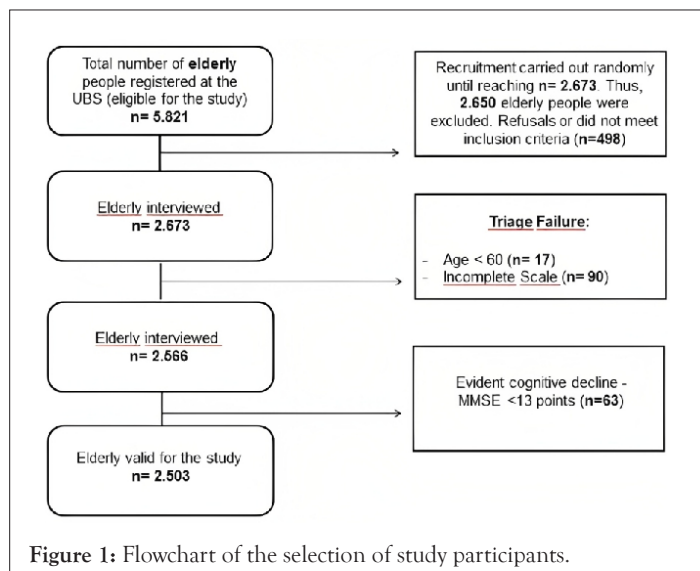 Total number of elderly
people registered at the
UBS (eligible for the study)
n= 5.821
Recruitment carried out randomly
until reaching n= 2.673. Thus,
2.650 elderly people were
excluded. Refusals or did not meet
inclusion criteria (n=498)
Elderly interviewed
n= 2.673
Triage Failure:
- Age < 60 (n= 17)
- Incomplete Scale (n= 90)
Elderly interviewed
n= 2.566
Evident cognitive decline -
MMSE <13 points (n=63)
Elderly valid for the study
n= 2.503
Figure 1: Flowchart of the selection of study participants.